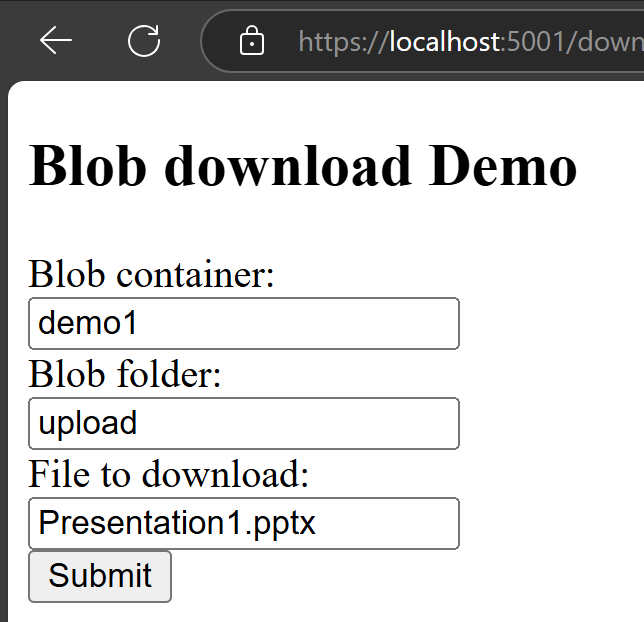 https://localhost:5001/down
Blob download Demo
Blob container:
demo1
Blob folder:
upload
File to download:
Presentation1.pptx
Submit